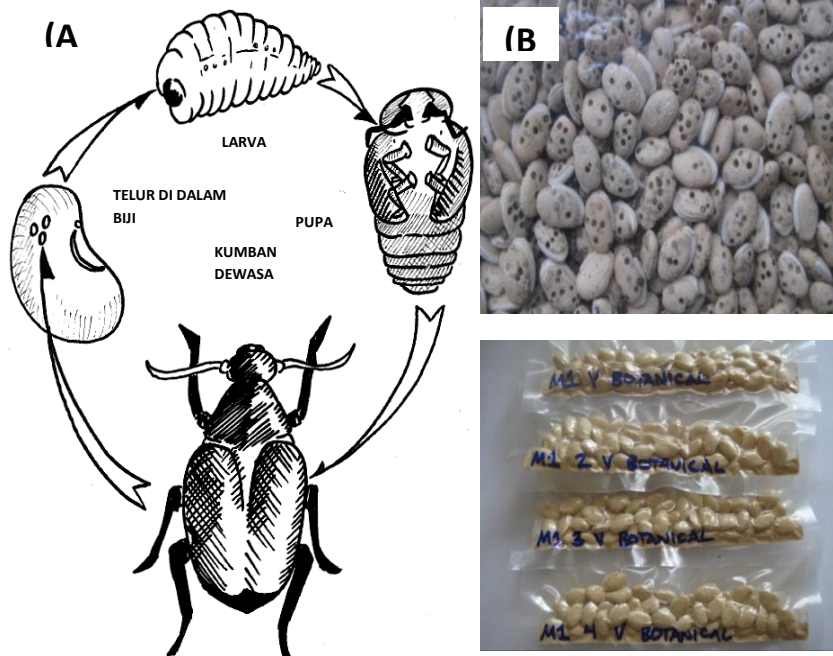 (A
(B
LARVA
TELUR DI DALAM
BIJI
PUPA
KUMBAN
DEWASA
M1 V BOTANICAL
M1 2 V BOTANICAL
M1 3 V BOTANICAL
M1 4 V BOTANICAL